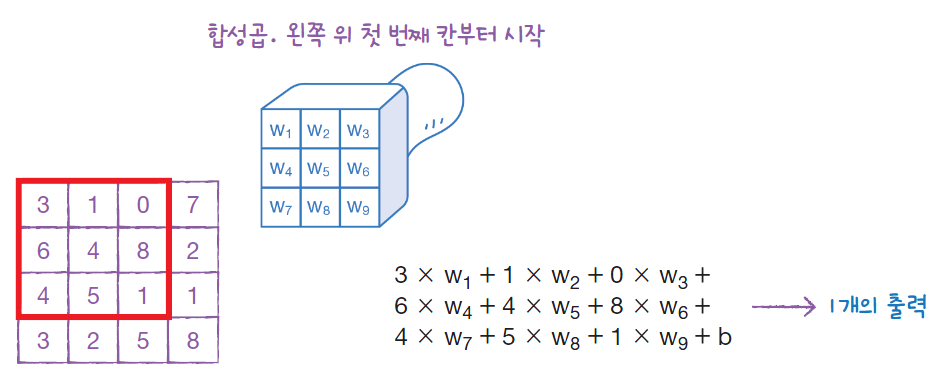 합성곱. 왼쪽 위 첫 번째 칸부터 시작
w₁ w₂ w₃
w₄ w₅ w₆
w₇ w₈ w₉
3 1 0 7
6 4 8 2
4 5 1 1
3 2 5 8
3 × w₁ + 1 × w₂ + 0 × w₃ +
6 × w₄ + 4 × w₅ + 8 × w₆ +
4 × w₇ + 5 × w₈ + 1 × w₉ + b
1개의 출력